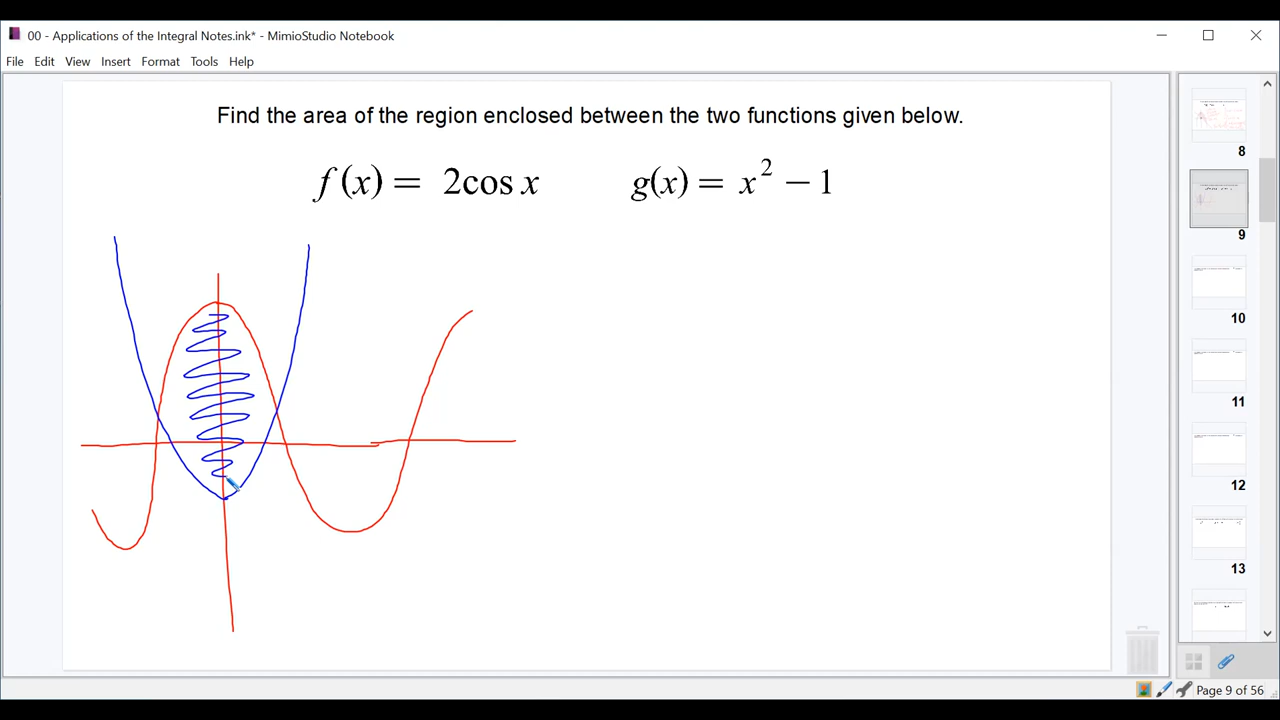 00 - Applications of the Integral Notes.ink* - MimioStudio Notebook
File Edit View Insert Format Tools Help
Find the area of the region enclosed between the two functions given below.
f(x) = 2cos x g(x) = x² − 1
8
9
10
11
12
13
Page 9 of 56